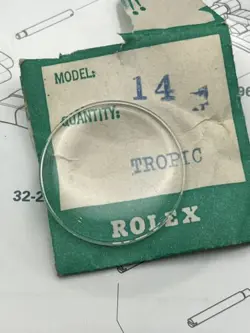 MODEL:
14
QUANTITY:
TROPIC
ROLEX
32-2